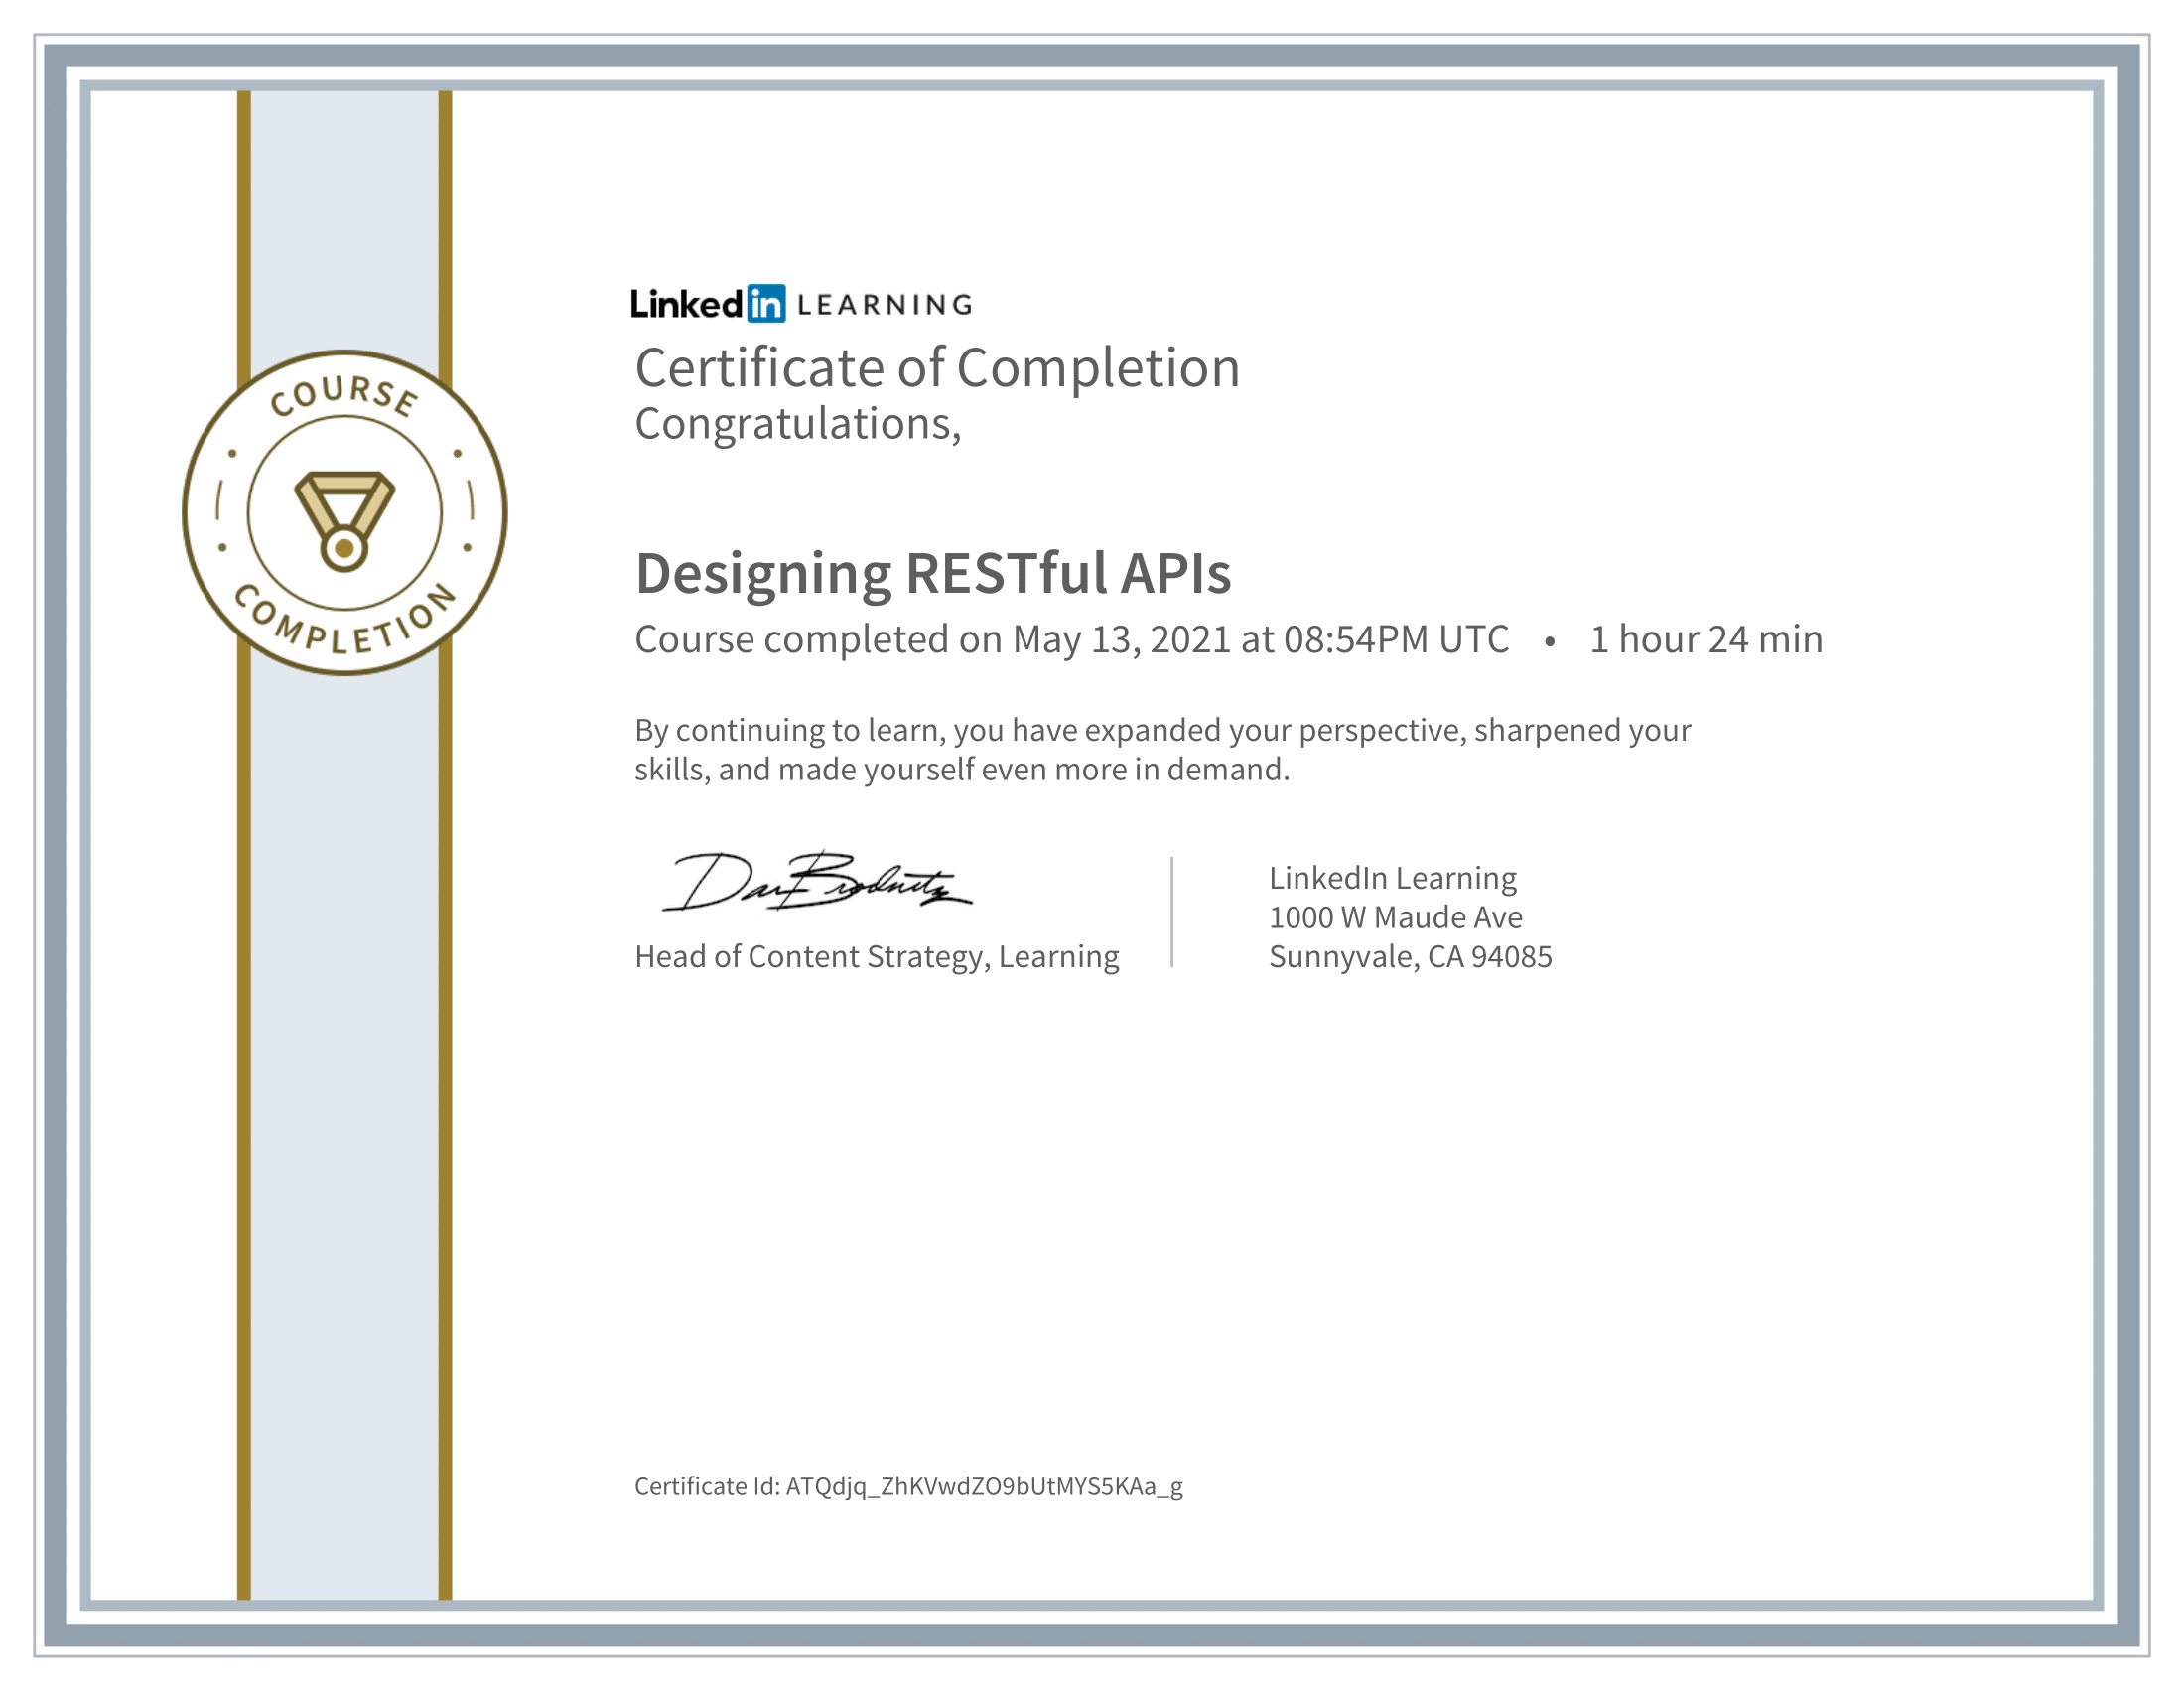 COURSE
COMPLETION
Linked in LEARNING
Certificate of Completion
Congratulations,
Designing RESTful APIs
Course completed on May 13, 2021 at 08:54PM UTC • 1 hour 24 min
By continuing to learn, you have expanded your perspective, sharpened your
skills, and made yourself even more in demand.
Head of Content Strategy, Learning
LinkedIn Learning
1000 W Maude Ave
Sunnyvale, CA 94085
Certificate Id: ATQdjq_ZhKVwdZO9bUtMYS5KAa_g